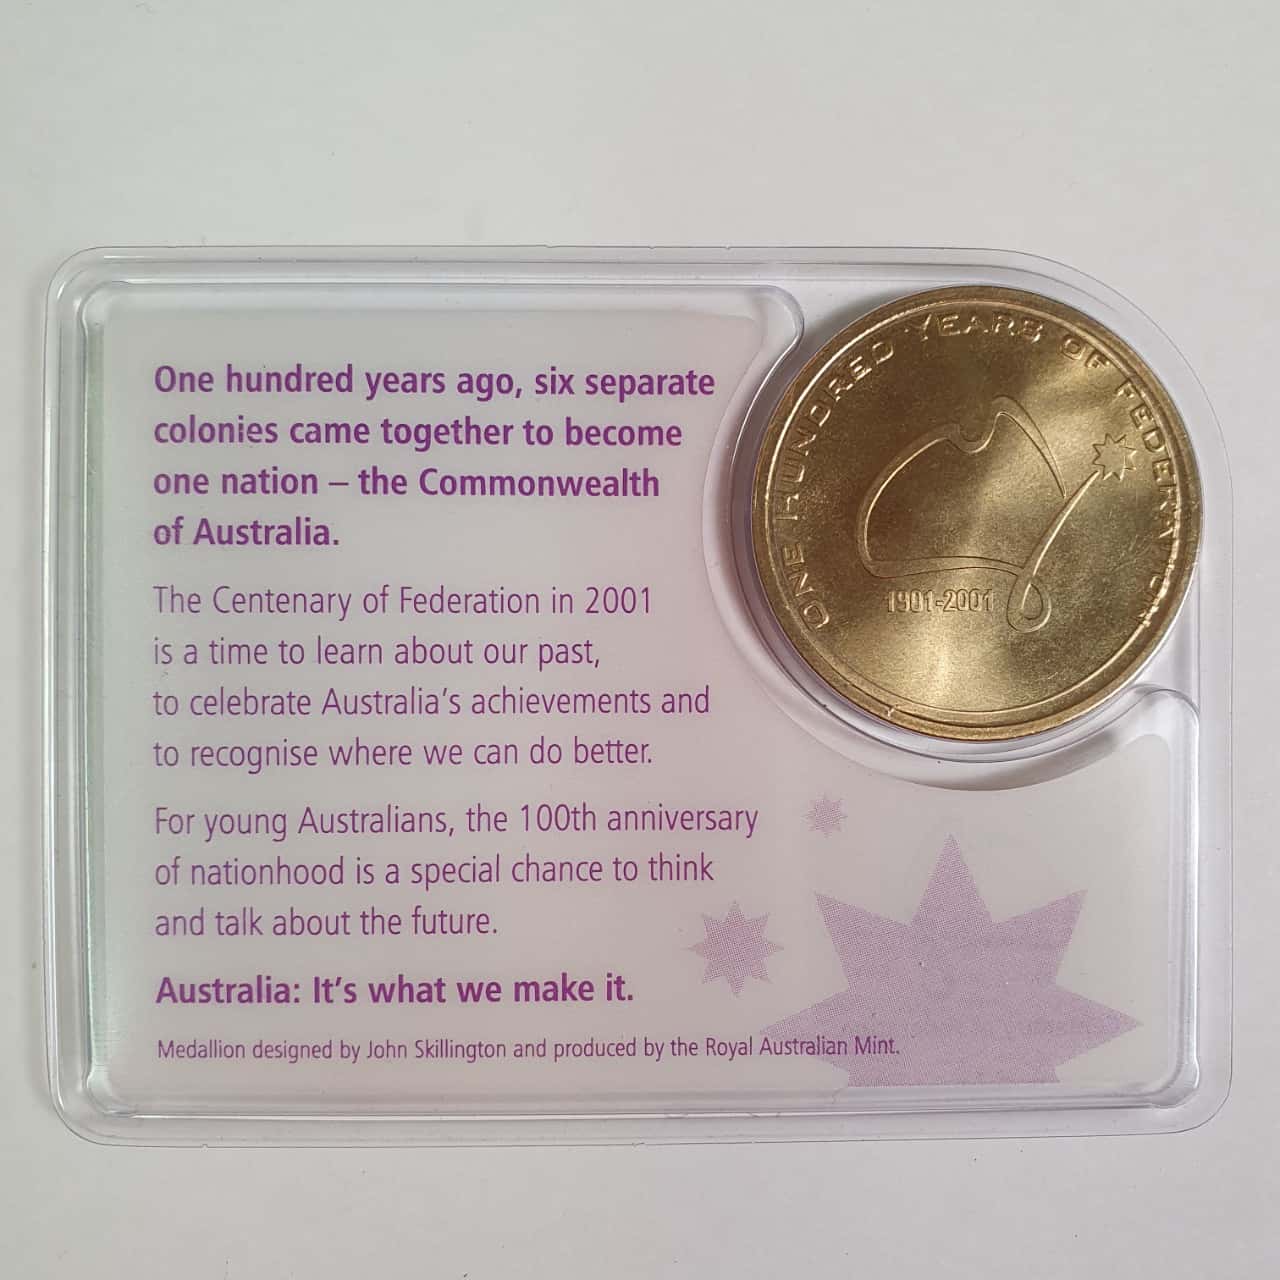 One hundred years ago, six separate
colonies came together to become
one nation – the Commonwealth
of Australia.
The Centenary of Federation in 2001
is a time to learn about our past,
to celebrate Australia's achievements and
to recognise where we can do better.
For young Australians, the 100th anniversary
of nationhood is a special chance to think
and talk about the future.
Australia: It's what we make it.
Medallion designed by John Skillington and produced by the Royal Australian Mint.
ONE HUNDRED YEARS OF FEDERATION
1901-2001